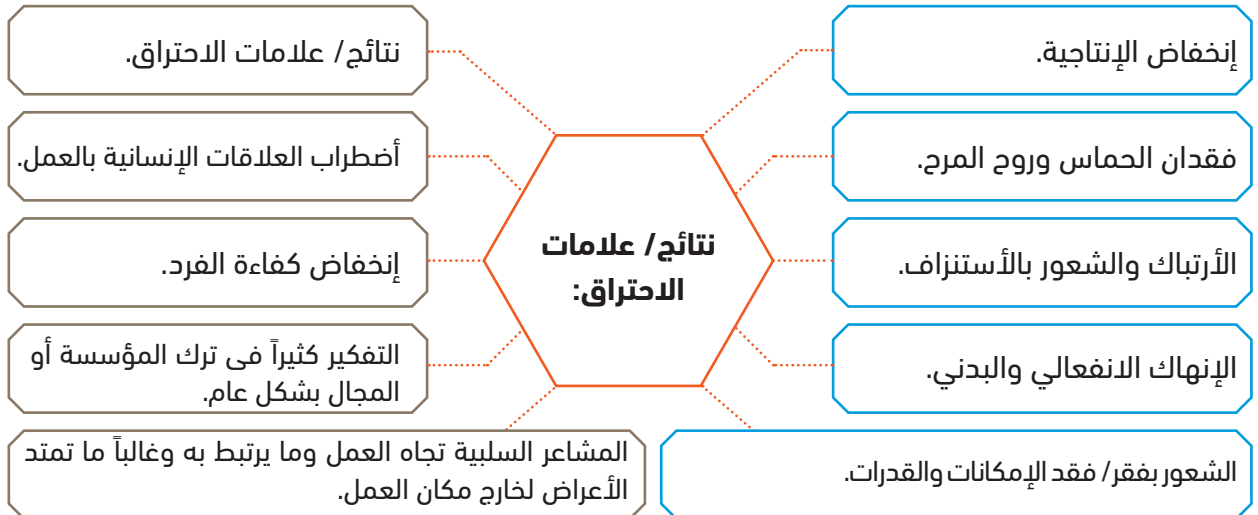 نتائج/ علامات
الاحتراق:
إنخفاض الإنتاجية.
فقدان الحماس وروح المرح.
الأرتباك والشعور بالأستنزاف.
الإنهاك الانفعالي والبدني.
الشعور بفقر/ فقد الإمكانات والقدرات.
نتائج/ علامات الاحتراق.
أضطراب العلاقات الإنسانية بالعمل.
إنخفاض كفاءة الفرد.
التفكير كثيراً فى ترك المؤسسة أو
المجال بشكل عام.
المشاعر السلبية تجاه العمل وما يرتبط به وغالباً ما تمتد
الأعراض لخارج مكان العمل.